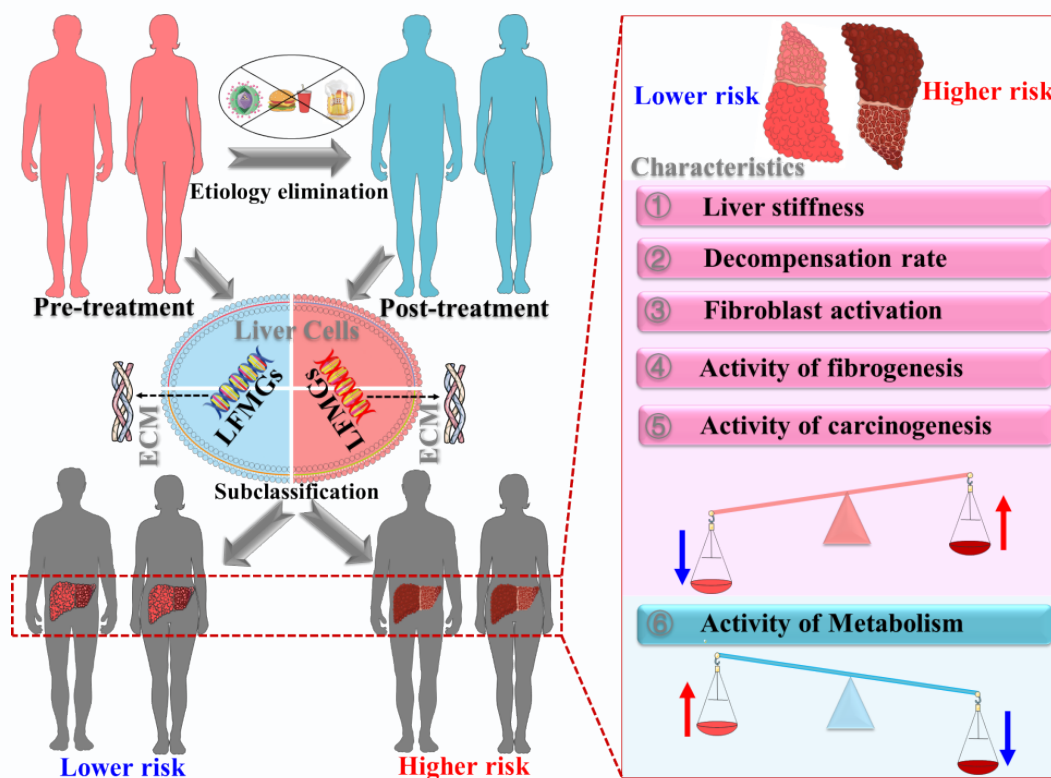 Etiology elimination
Pre-treatment
Post-treatment
Liver Cells
LFMGs
LFMGs
ECM
ECM
Subclassification
Lower risk
Higher risk
Lower risk
Higher risk
Characteristics
① Liver stiffness
② Decompensation rate
③ Fibroblast activation
④ Activity of fibrogenesis
⑤ Activity of carcinogenesis
⑥ Activity of Metabolism